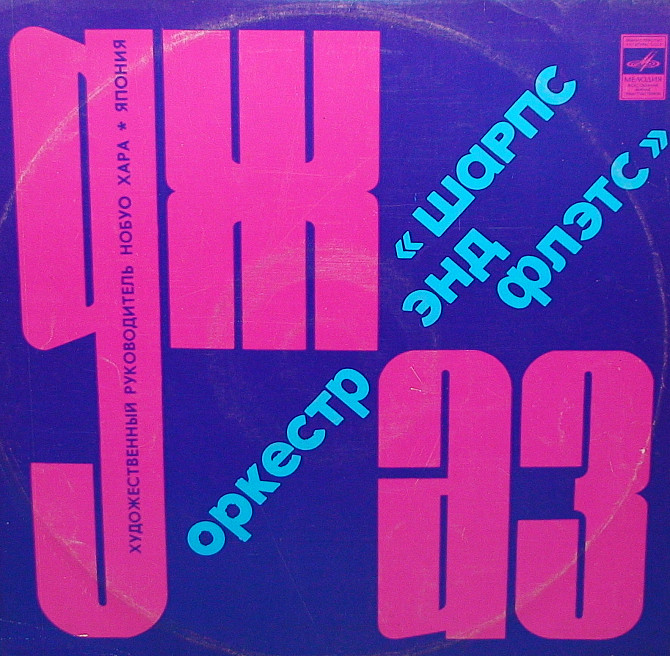 ДЖ
АЗ
оркестр
«шарпс
энд
флэтс»
ХУДОЖЕСТВЕННЫЙ РУКОВОДИТЕЛЬ НОБУО ХАРА * ЯПОНИЯ
МЕЛОДИЯ